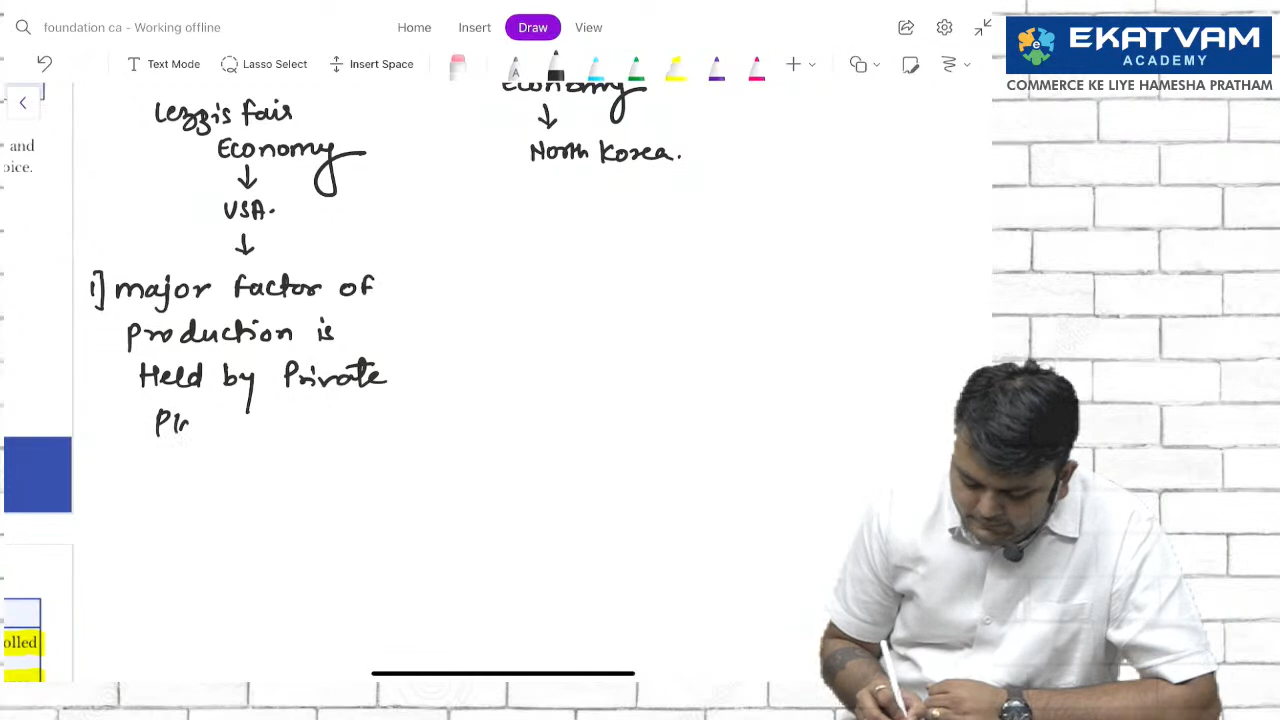 foundation ca - Working offline
Home
Insert
Draw
View
Text Mode
Lasso Select
Insert Space
EKATVAM
ACADEMY
COMMERCE KE LIYE HAMESHA PRATHAM
Lezzis fair
Economy
USA.
Economy
North Korea.
1] major factor of
production is
Held by Private
and
oice.
olled